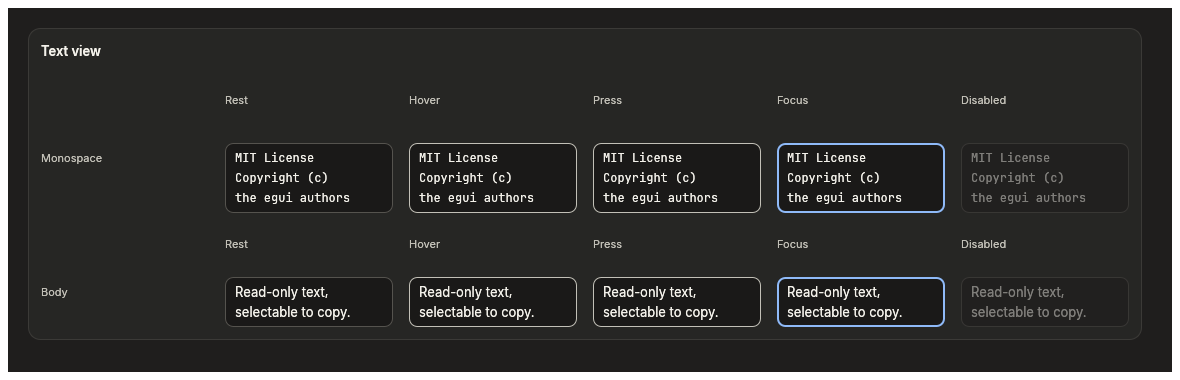 Text view
Rest Hover Press Focus Disabled
Monospace
MIT License MIT License MIT License MIT License MIT License
Copyright (c) Copyright (c) Copyright (c) Copyright (c) Copyright (c)
the egui authors the egui authors the egui authors the egui authors the egui authors
Rest Hover Press Focus Disabled
Body
Read-only text, Read-only text, Read-only text, Read-only text, Read-only text,
selectable to copy. selectable to copy. selectable to copy. selectable to copy. selectable to copy.